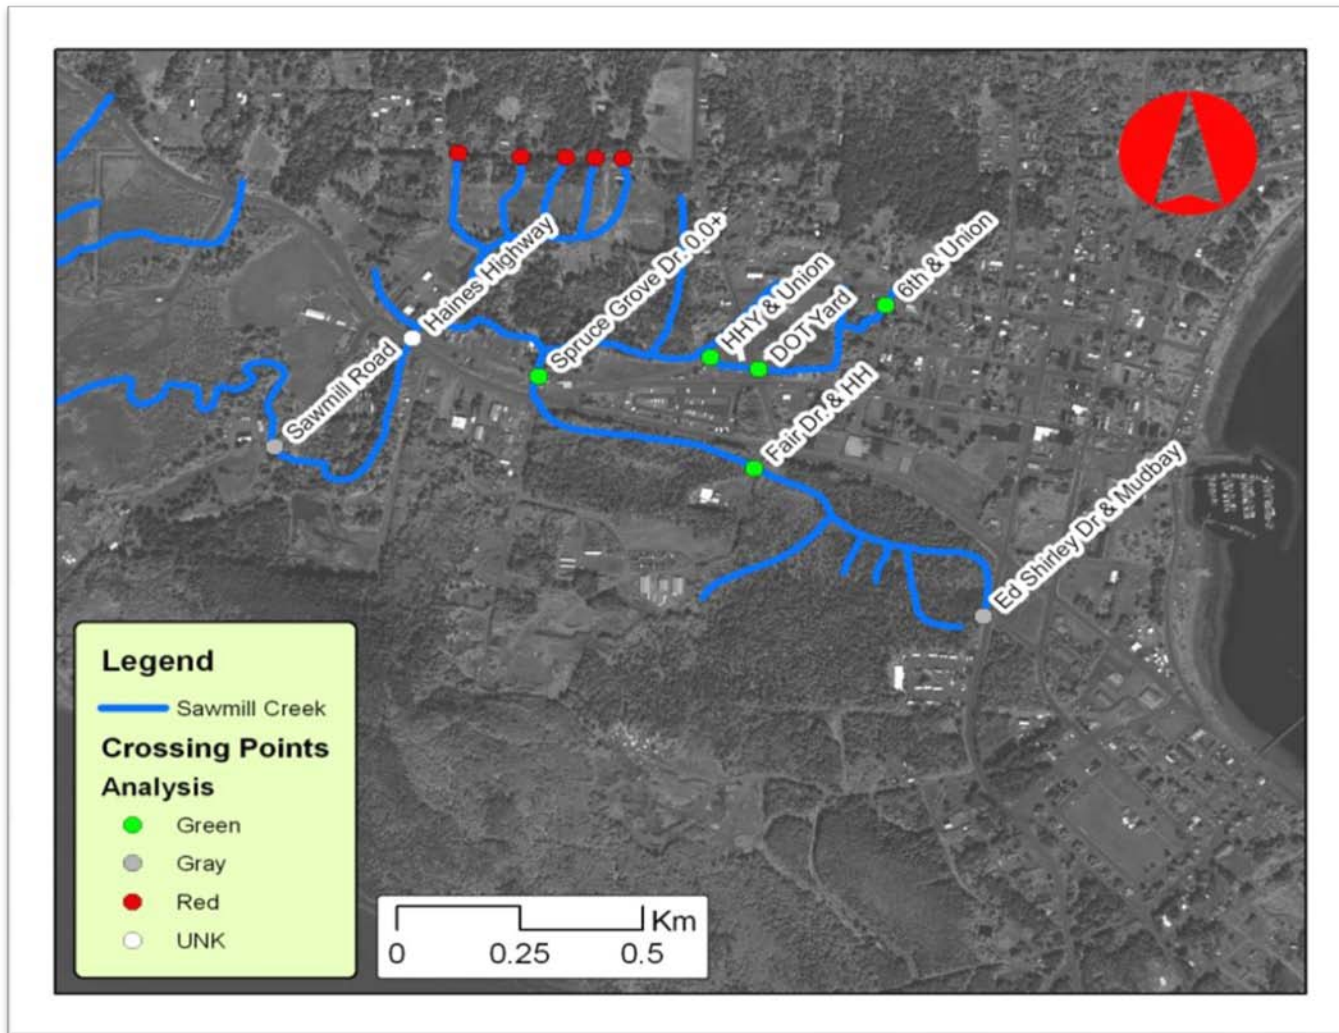 6th & Union
HHY & Union
DOT Yard
Spruce Grove Dr. 0.0+
Haines Highway
Sawmill Road
Fair Dr. & HH
Ed Shirley Dr & Mudbay
Legend
Sawmill Creek
Crossing Points
Analysis
Green
Gray
Red
UNK
Km
0 0.25 0.5